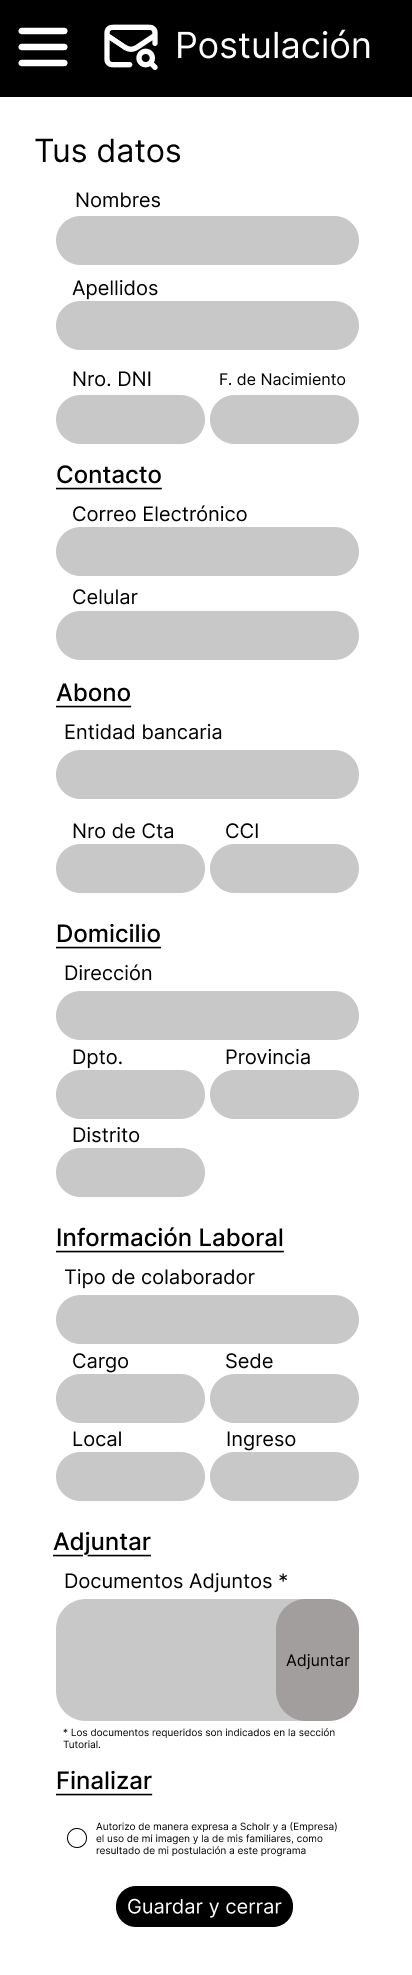 Postulación
Tus datos
Nombres
Apellidos
Nro. DNI
F. de Nacimiento
Contacto
Correo Electrónico
Celular
Abono
Entidad bancaria
Nro de Cta
CCI
Domicilio
Dirección
Dpto.
Provincia
Distrito
Información Laboral
Tipo de colaborador
Cargo
Sede
Local
Ingreso
Adjuntar
Documentos Adjuntos *
Adjuntar
* Los documentos requeridos son indicados en la sección
Tutorial.
Finalizar
Autorizo de manera expresa a Scholr y a (Empresa)
el uso de mi imagen y la de mis familiares, como
resultado de mi postulación a este programa
Guardar y cerrar